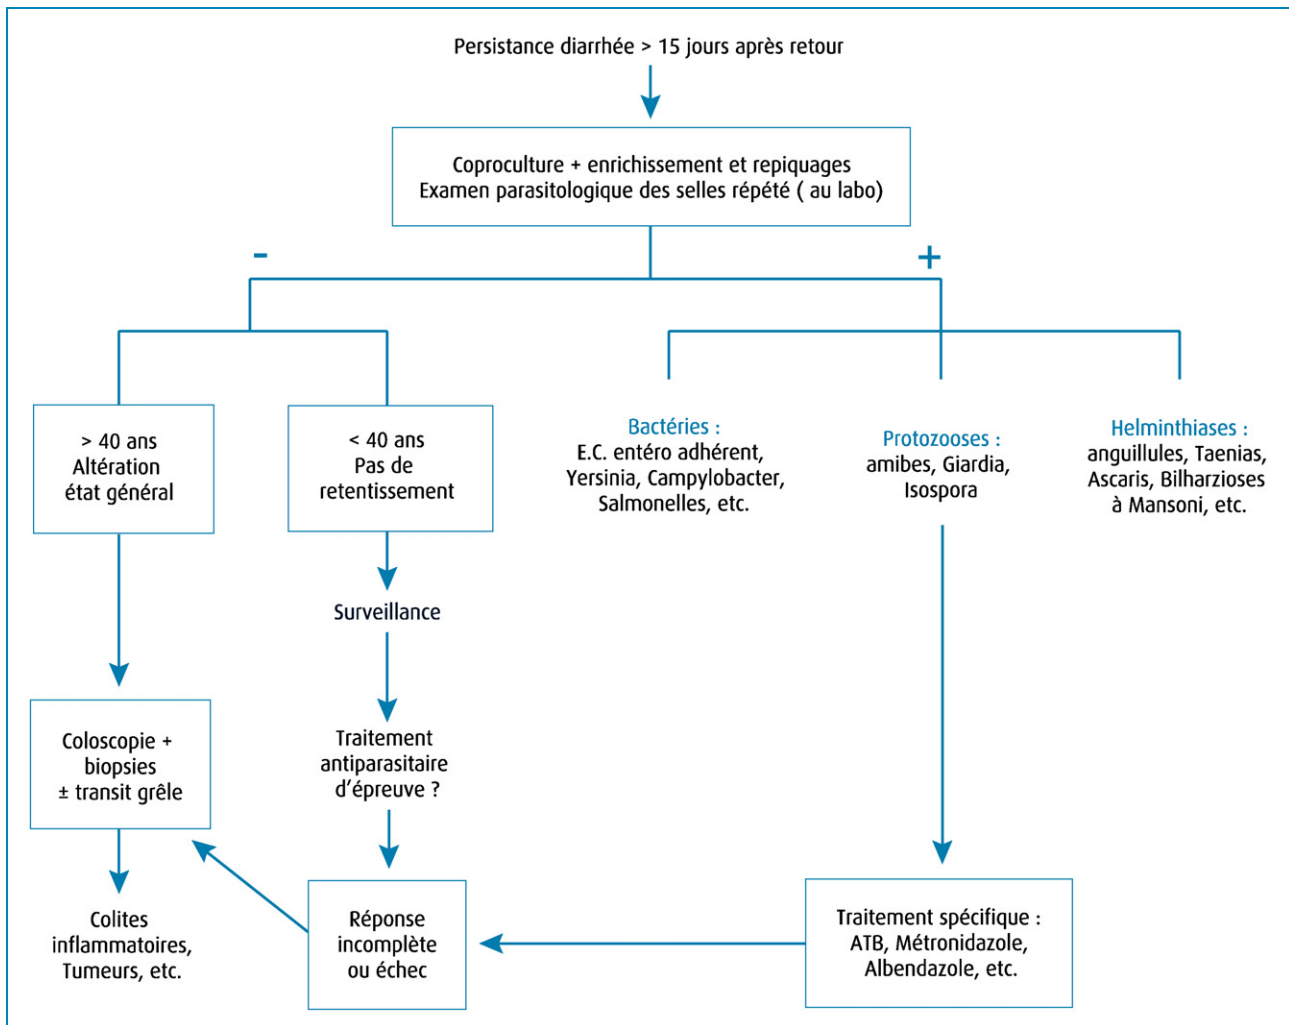 Persistance diarrhée > 15 jours après retour
Coproculture + enrichissement et repiquages
Examen parasitologique des selles répété ( au labo)
-
+
> 40 ans
Altération
état général
< 40 ans
Pas de
retentissement
Bactéries :
E.C. entéro adhérent,
Yersinia, Campylobacter,
Salmonelles, etc.
Protozooses :
amibes, Giardia,
Isospora
Helminthiases :
anguillules, Taenias,
Ascaris, Bilharzioses
à Mansoni, etc.
Surveillance
Coloscopie +
biopsies
± transit grêle
Traitement
antiparasitaire
d'épreuve ?
Colites
inflammatoires,
Tumeurs, etc.
Réponse
incomplète
ou échec
Traitement spécifique :
ATB, Métronidazole,
Albendazole, etc.